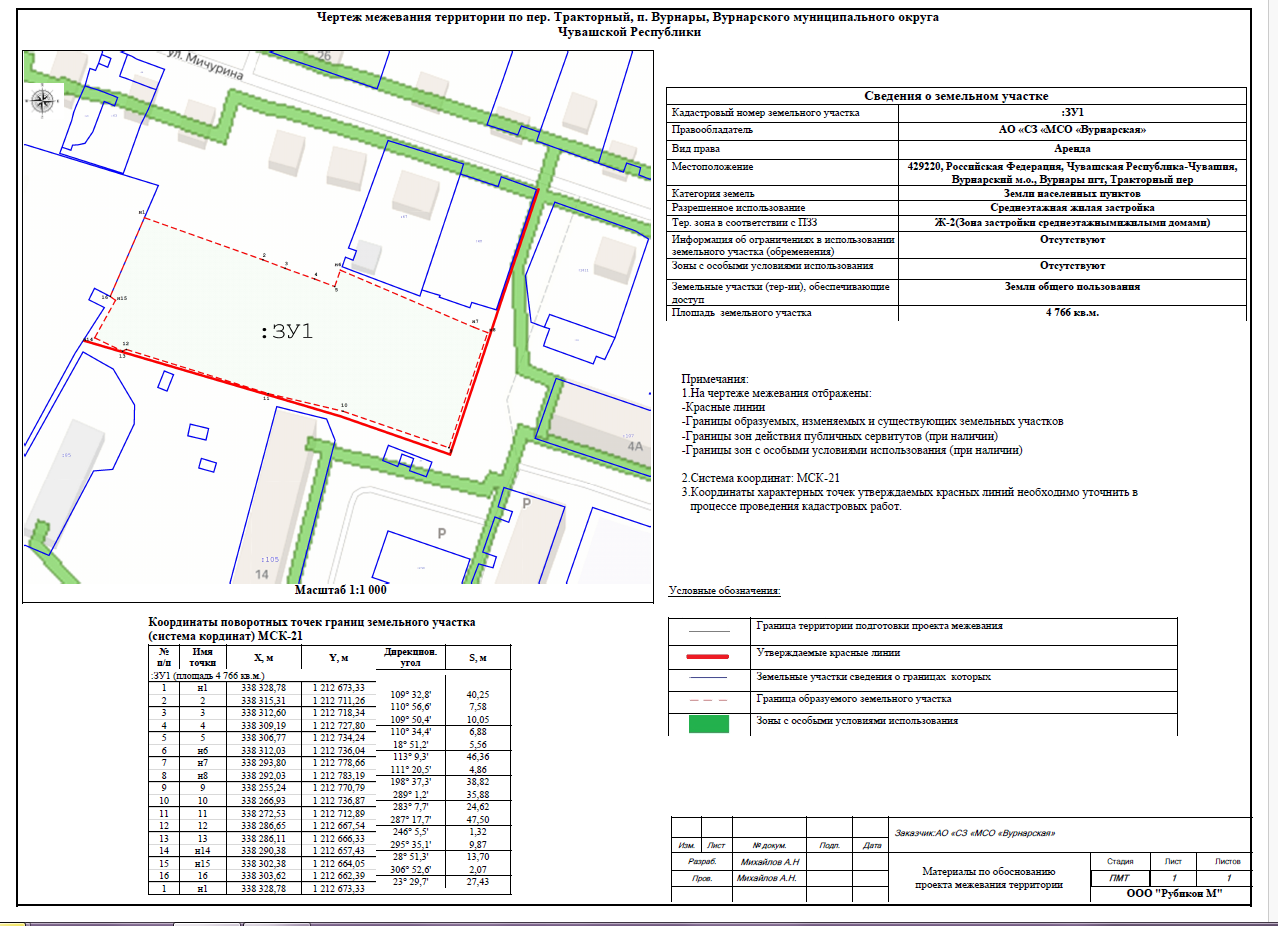 Чертеж межевания территории по пер. Тракторный, п. Вурнары, Вурнарского муниципального округа
Чувашской Республики
ул. Мичурина
2б
н1
2
3
4
5
н6
н7
н8
:ЗУ1
16
н15
н14
12
13
11
10
4А
Р
Р
:105
14
Масштаб 1:1 000
Сведения о земельном участке
Кадастровый номер земельного участка :ЗУ1
Правообладатель АО «СЗ «МСО «Вурнарская»
Вид права Аренда
Местоположение 429220, Российская Федерация, Чувашская Республика-Чувашия,
Вурнарский м.о., Вурнары пгт, Тракторный пер
Категория земель Земли населенных пунктов
Разрешенное использование Среднеэтажная жилая застройка
Тер. зона в соответствии с ПЗЗ Ж-2(Зона застройки среднеэтажнымижилыми домами)
Информация об ограничениях в использовании Отсутствуют
земельного участка (обременения)
Зоны с особыми условиями использования Отсутствуют
Земельные участки (тер-ии), обеспечивающие Земли общего пользования
доступ
Площадь земельного участка 4 766 кв.м.
Примечания:
1.На чертеже межевания отбражены:
-Красные линии
-Границы образуемых, изменяемых и существующих земельных участков
-Границы зон действия публичных сервитутов (при наличии)
-Границы зон с особыми условиями использования (при наличии)
2.Система координат: МСК-21
3.Координаты характерных точек утверждаемых красных линий необходимо уточнить в
процессе проведения кадастровых работ.
Условные обозначения:
Граница территории подготовки проекта межевания
Утверждаемые красные линии
Земельные участки сведения о границах которых
Граница образуемого земельного участка
Зоны с особыми условиями использования
Координаты поворотных точек границ земельного участка
(система кординат) МСК-21
№ п/п Имя точки X, м Y, м Дирекцион. угол S, м
:ЗУ1 (площадь 4 766 кв.м.)
1 н1 338 328,78 1 212 673,33
109° 32,8' 40,25
2 2 338 315,31 1 212 711,26
110° 56,6' 7,58
3 3 338 312,60 1 212 718,34
109° 50,4' 10,05
4 4 338 309,19 1 212 727,80
110° 34,4' 6,88
5 5 338 306,77 1 212 734,24
18° 51,2' 5,56
6 н6 338 312,03 1 212 736,04
113° 9,3' 46,36
7 н7 338 293,80 1 212 778,66
111° 20,5' 4,86
8 н8 338 292,03 1 212 783,19
198° 37,3' 38,82
9 9 338 255,24 1 212 770,79
289° 1,2' 35,88
10 10 338 266,93 1 212 736,87
283° 7,7' 24,62
11 11 338 272,53 1 212 712,89
287° 17,7' 47,50
12 12 338 286,65 1 212 667,54
246° 5,5' 1,32
13 13 338 286,11 1 212 666,33
295° 35,1' 9,87
14 н14 338 290,38 1 212 657,43
28° 51,3' 13,70
15 н15 338 302,38 1 212 664,05
306° 52,6' 2,07
16 16 338 303,62 1 212 662,39
23° 29,7' 27,43
1 н1 338 328,78 1 212 673,33
Заказчик:АО «СЗ «МСО «Вурнарская»
Изм. Лист № докум. Подп. Дата
Разраб. Михайлов А.Н
Пров. Михайлов А.Н.
Материалы по обоснованию
проекта межевания территории
Стадия Лист Листов
ПМТ 1 1
ООО "Рубикон М"